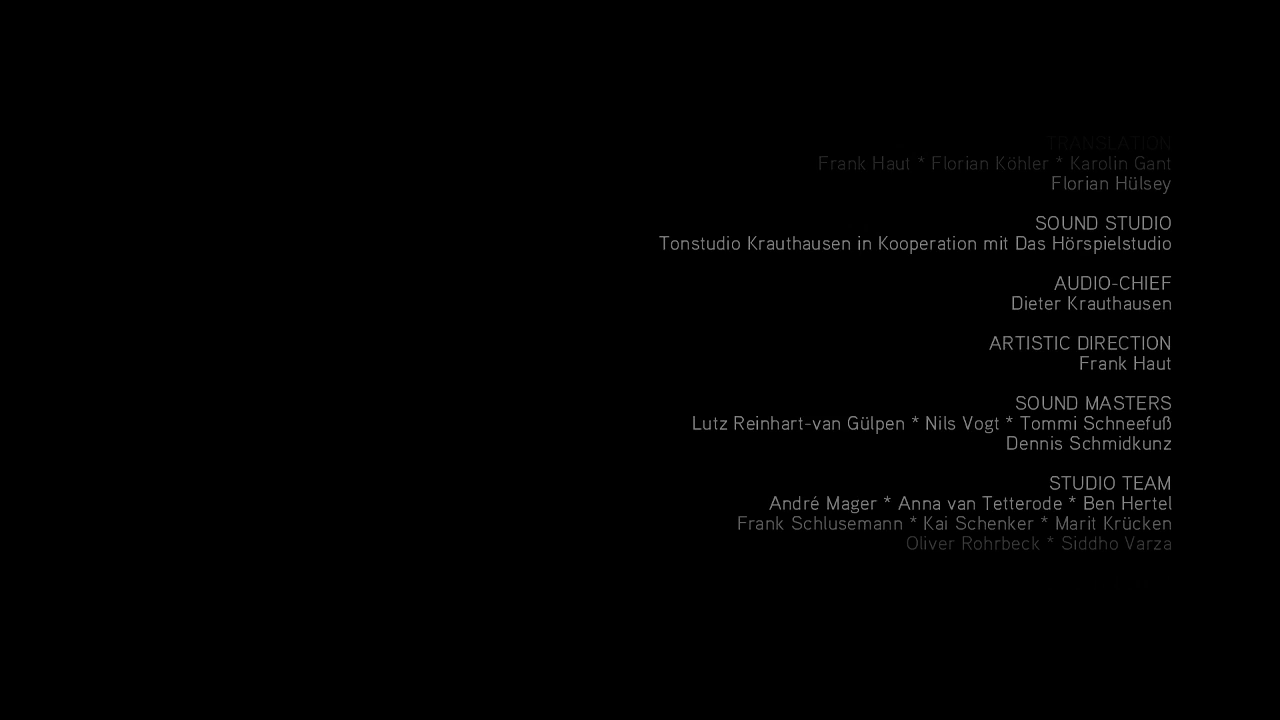 TRANSLATION
Frank Haut * Florian Köhler * Karolin Gant
Florian Hülsey
SOUND STUDIO
Tonstudio Krauthausen in Kooperation mit Das Hörspielstudio
AUDIO-CHIEF
Dieter Krauthausen
ARTISTIC DIRECTION
Frank Haut
SOUND MASTERS
Lutz Reinhart-van Gülpen * Nils Vogt * Tommi Schneefuß
Dennis Schmidkunz
STUDIO TEAM
André Mager * Anna van Tetterode * Ben Hertel
Frank Schlusemann * Kai Schenker * Marit Krücken
Oliver Rohrbeck * Siddho Varza